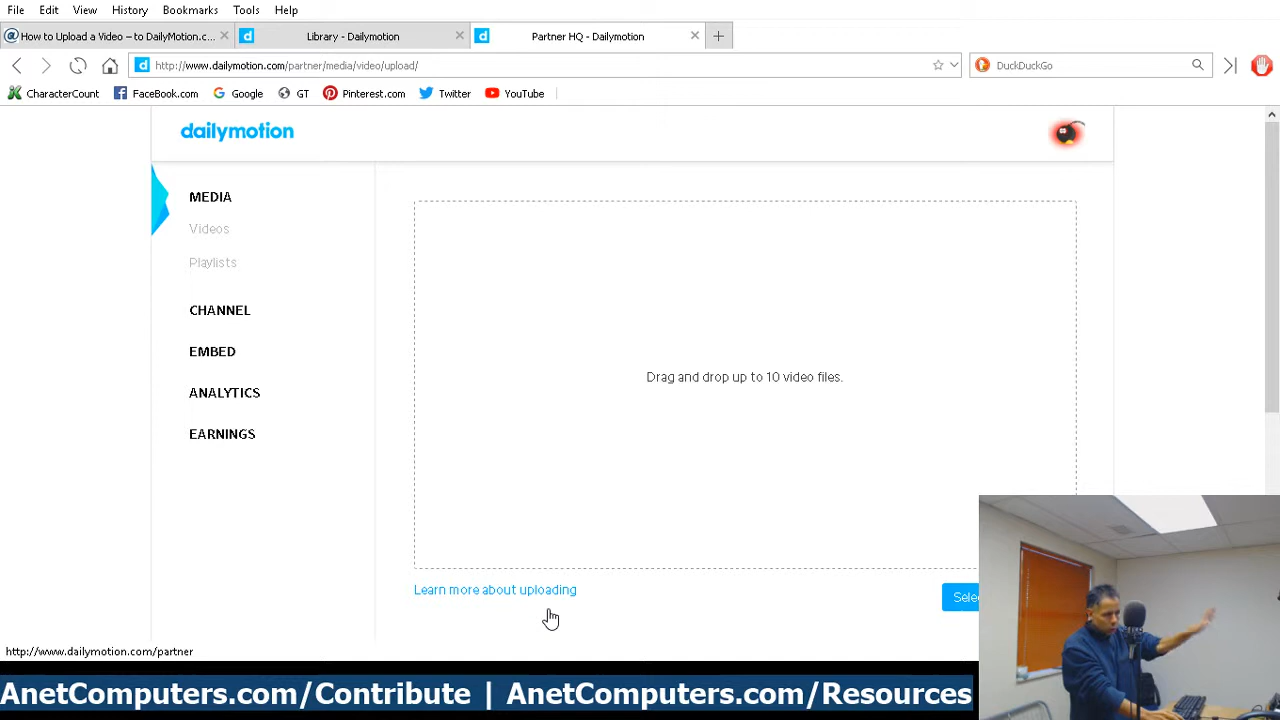 File Edit View History Bookmarks Tools Help
How to Upload a Video – to DailyMotion.c... Library - Dailymotion Partner HQ - Dailymotion
http://www.dailymotion.com/partner/media/video/upload/ DuckDuckGo
CharacterCount FaceBook.com Google GT Pinterest.com Twitter YouTube
dailymotion
MEDIA
Videos
Playlists
CHANNEL
EMBED
ANALYTICS
EARNINGS
Drag and drop up to 10 video files.
Learn more about uploading
Sele
http://www.dailymotion.com/partner
AnetComputers.com/Contribute | AnetComputers.com/Resources